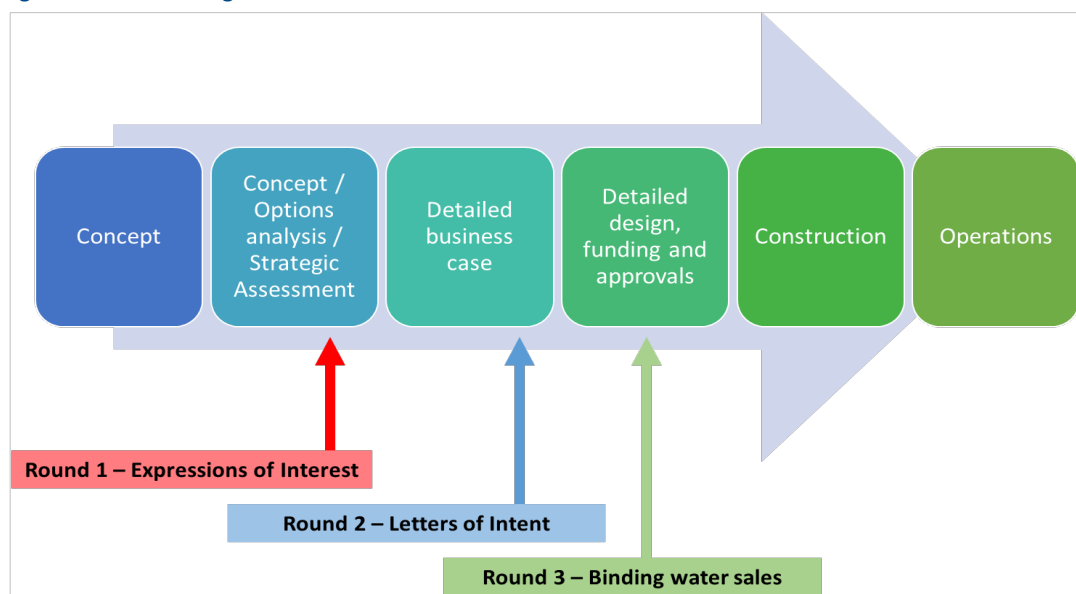 Concept
Concept /
Options
analysis /
Strategic
Assessment
Detailed
business
case
Detailed
design,
funding and
approvals
Construction
Operations
Round 1 – Expressions of Interest
Round 2 – Letters of Intent
Round 3 – Binding water sales